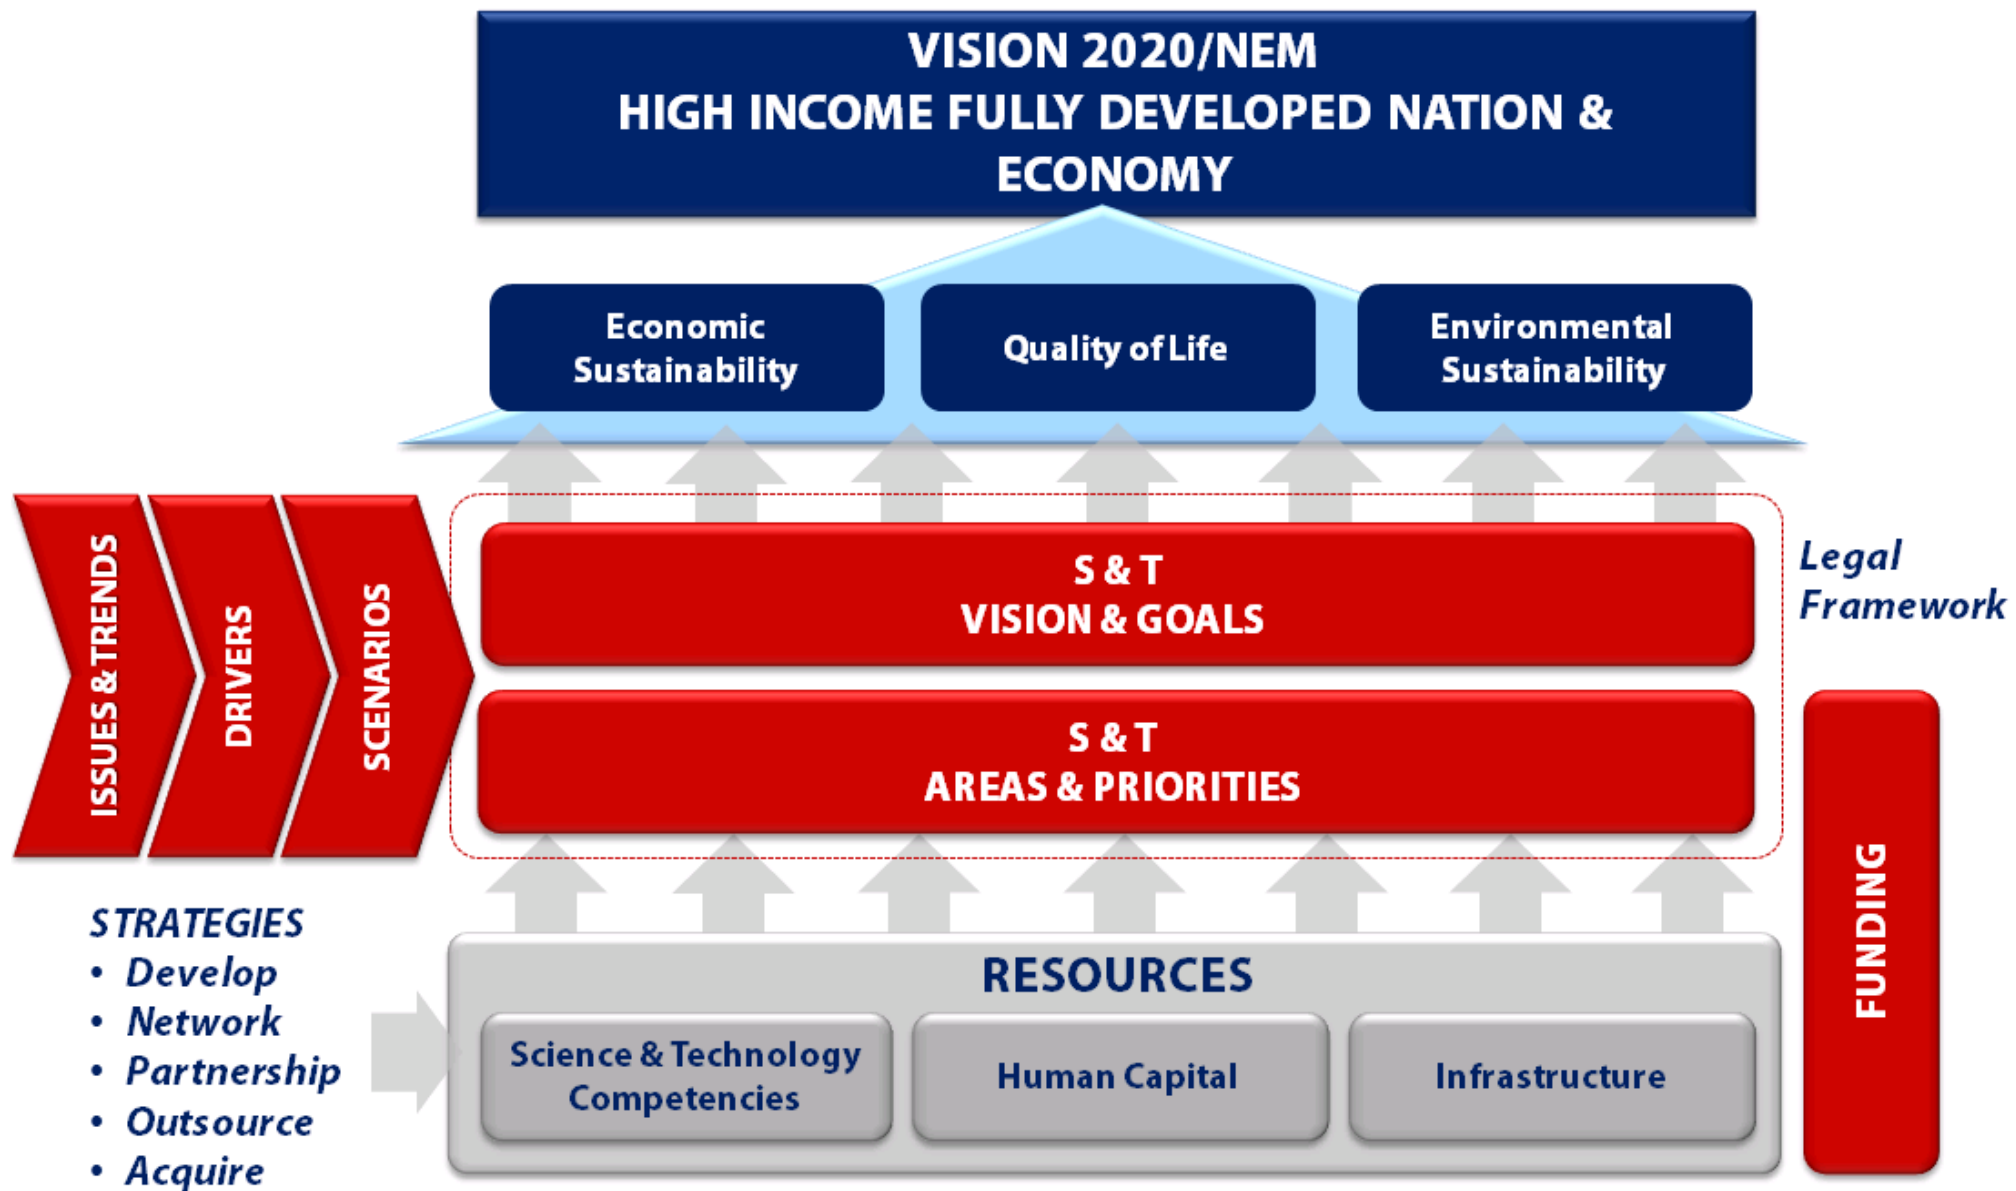 VISION 2020/NEM
HIGH INCOME FULLY DEVELOPED NATION &
ECONOMY
Economic
Sustainability
Quality of Life
Environmental
Sustainability
ISSUES & TRENDS
DRIVERS
SCENARIOS
S & T
VISION & GOALS
S & T
AREAS & PRIORITIES
Legal
Framework
FUNDING
STRATEGIES
• Develop
• Network
• Partnership
• Outsource
• Acquire
RESOURCES
Science & Technology
Competencies
Human Capital
Infrastructure